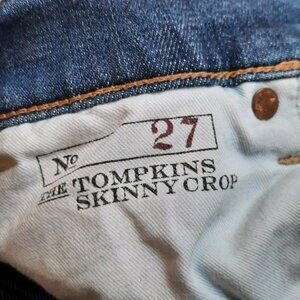 No 27
THE TOMPKINS
SKINNY CROP